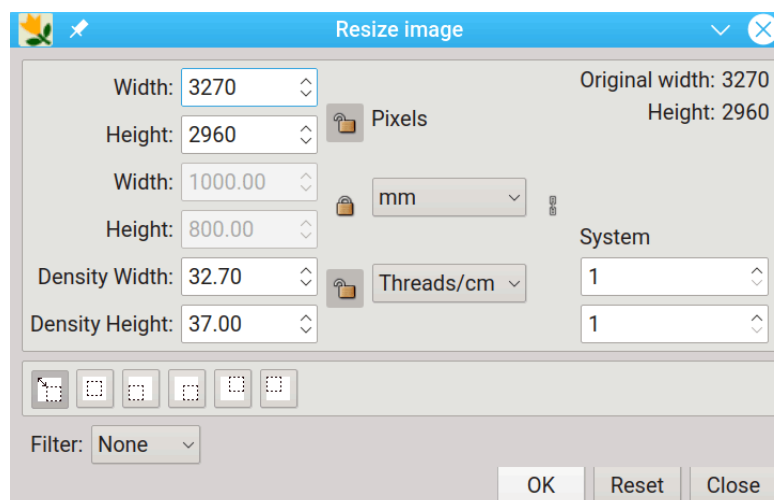 Resize image
Width: 3270
Original width: 3270
Height: 2960
Pixels
Height: 2960
Width: 1000.00
mm
Height: 800.00
System
Density Width: 32.70
Threads/cm
1
Density Height: 37.00
1
Filter: None
OK Reset Close